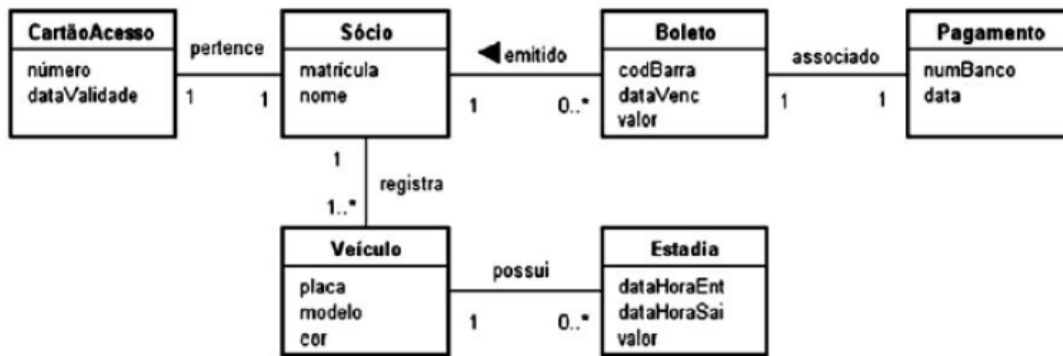 CartãoAcesso
número
dataValidade
pertence
1
1
Sócio
matrícula
nome
emitido
1
0..*
Boleto
codBarra
dataVenc
valor
associado
1
1
Pagamento
numBanco
data
1
registra
1..*
Veículo
placa
modelo
cor
possui
1
0..*
Estadia
dataHoraEnt
dataHoraSai
valor